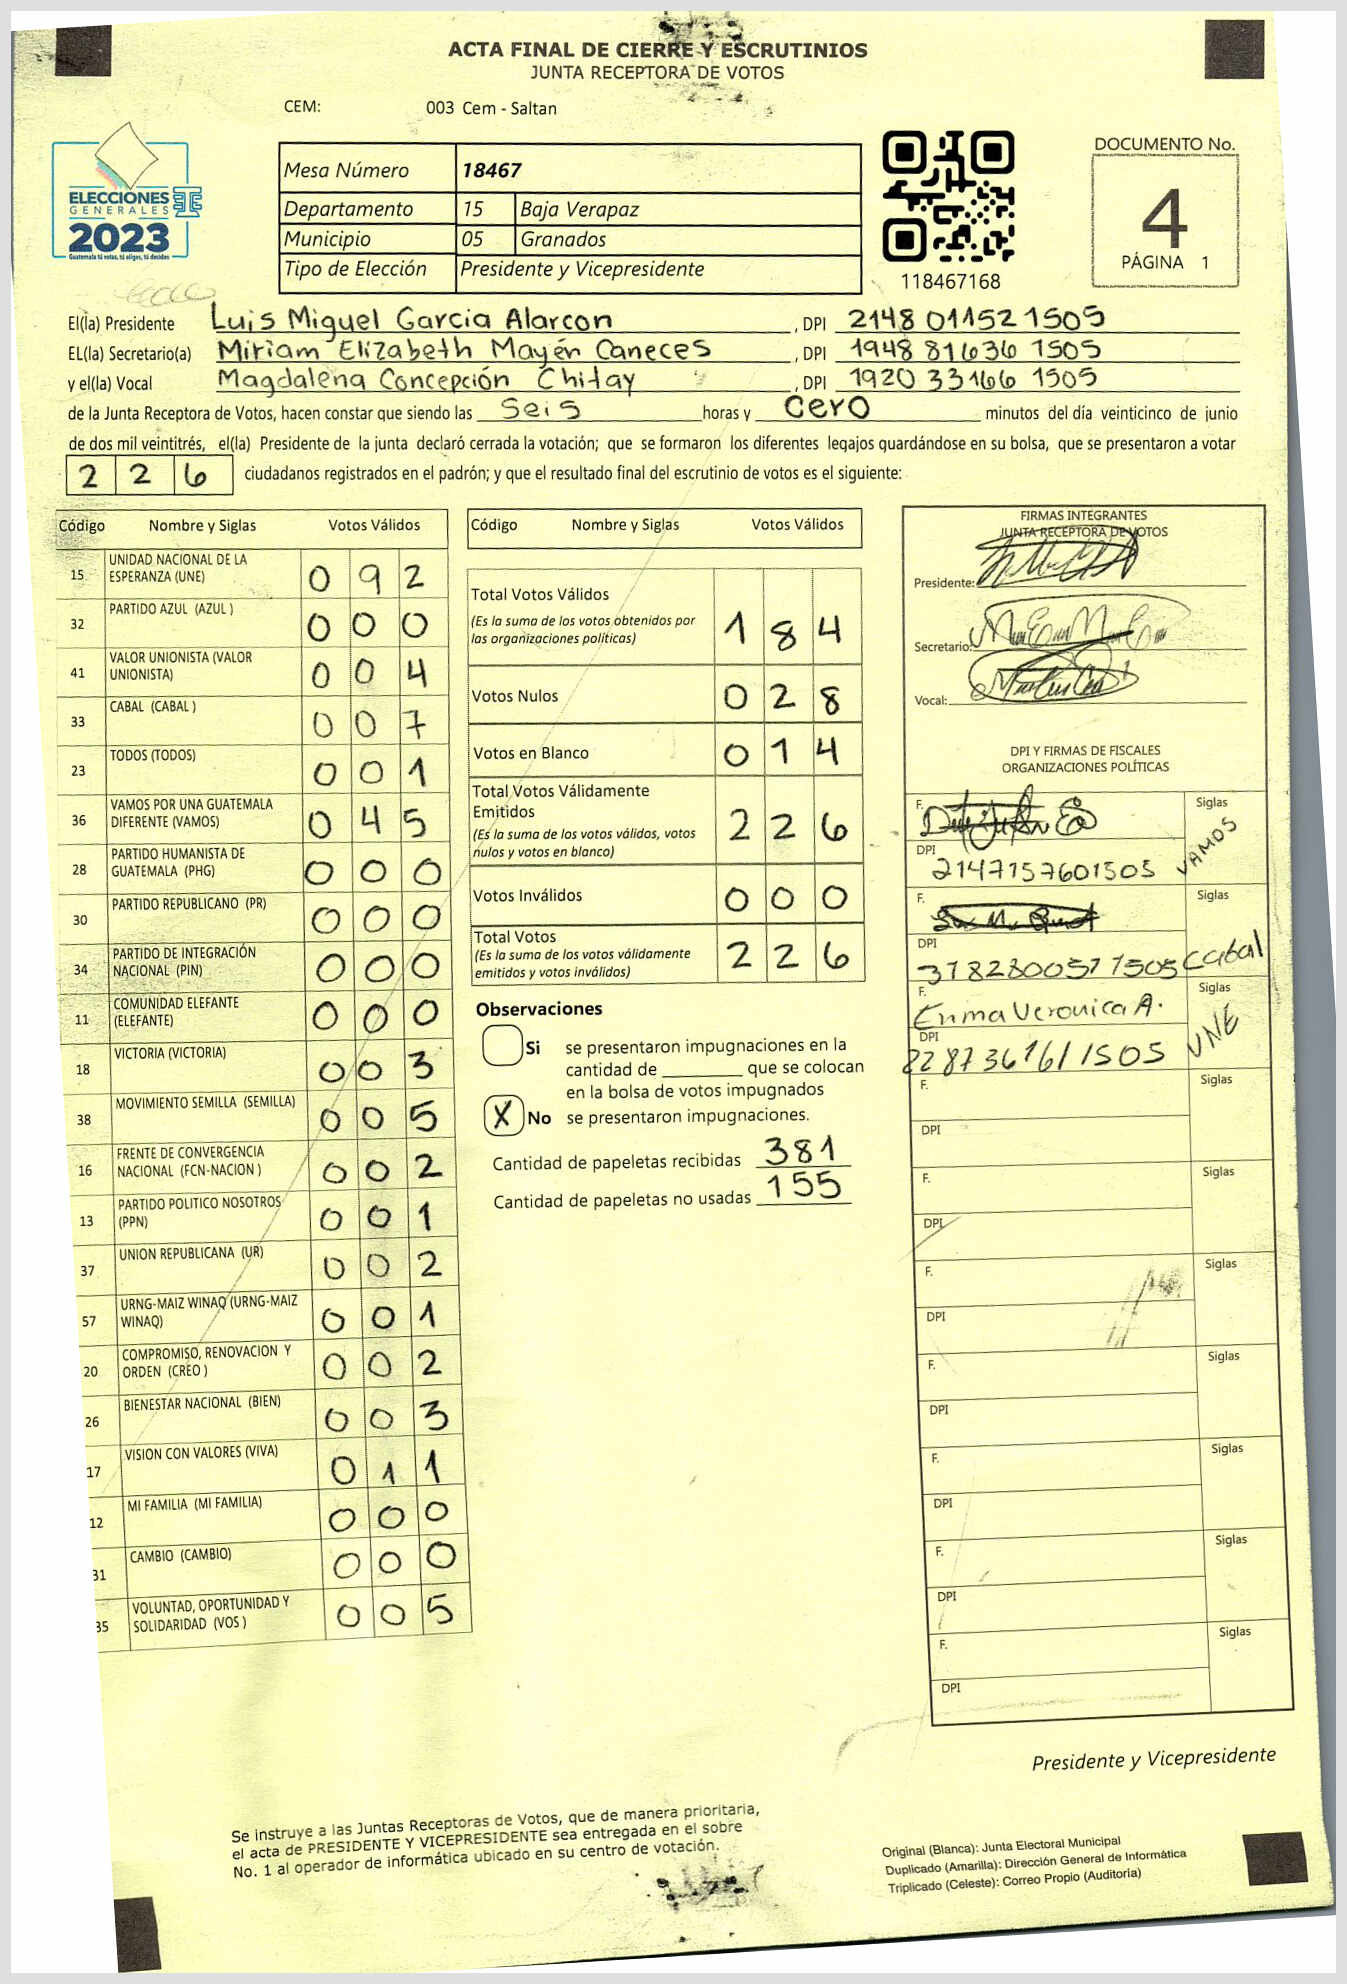 ACTA FINAL DE CIERRE Y ESCRUTINIOS
JUNTA RECEPTORA DE VOTOS
CEM: 003 Cem - Saltan
ELECCIONES
GENERALES
2023
Guatemala tú votas, tú eliges, tú decides
Mesa Número 18467
Departamento 15 Baja Verapaz
Municipio 05 Granados
Tipo de Elección Presidente y Vicepresidente
118467168
DOCUMENTO No.
4
PÁGINA 1
El(la) Presidente Luis Miguel Garcia Alarcon, DPI 2148 01152 1505
EL(la) Secretario(a) Miriam Elizabeth Mayén Caneces, DPI 1948 81636 1505
y el(la) Vocal Magdalena Concepción Chitay, DPI 1920 33166 1505
de la Junta Receptora de Votos, hacen constar que siendo las Seis horas y cero minutos del día veinticinco de junio
de dos mil veintitrés, el(la) Presidente de la junta declaró cerrada la votación; que se formaron los diferentes legajos guardándose en su bolsa, que se presentaron a votar
2 2 6 ciudadanos registrados en el padrón; y que el resultado final del escrutinio de votos es el siguiente:
Código Nombre y Siglas Votos Válidos
15 UNIDAD NACIONAL DE LA
ESPERANZA (UNE) 0 9 2
32 PARTIDO AZUL (AZUL ) 0 0 0
41 VALOR UNIONISTA (VALOR
UNIONISTA) 0 0 4
33 CABAL (CABAL ) 0 0 7
23 TODOS (TODOS) 0 0 1
36 VAMOS POR UNA GUATEMALA
DIFERENTE (VAMOS) 0 4 5
28 PARTIDO HUMANISTA DE
GUATEMALA (PHG) 0 0 0
30 PARTIDO REPUBLICANO (PR) 0 0 0
34 PARTIDO DE INTEGRACIÓN
NACIONAL (PIN) 0 0 0
11 COMUNIDAD ELEFANTE
(ELEFANTE) 0 0 0
18 VICTORIA (VICTORIA) 0 0 3
38 MOVIMIENTO SEMILLA (SEMILLA) 0 0 5
16 FRENTE DE CONVERGENCIA
NACIONAL (FCN-NACION ) 0 0 2
13 PARTIDO POLITICO NOSOTROS
(PPN) 0 0 1
37 UNION REPUBLICANA (UR) 0 0 2
57 URNG-MAIZ WINAQ (URNG-MAIZ
WINAQ) 0 0 1
20 COMPROMISO, RENOVACION Y
ORDEN (CREO ) 0 0 2
26 BIENESTAR NACIONAL (BIEN) 0 0 3
17 VISION CON VALORES (VIVA) 0 1 1
12 MI FAMILIA (MI FAMILIA) 0 0 0
31 CAMBIO (CAMBIO) 0 0 0
35 VOLUNTAD, OPORTUNIDAD Y
SOLIDARIDAD (VOS ) 0 0 5
Código Nombre y Siglas Votos Válidos
Total Votos Válidos
(Es la suma de los votos obtenidos por
las organizaciones políticas) 1 8 4
Votos Nulos 0 2 8
Votos en Blanco 0 1 4
Total Votos Válidamente
Emitidos
(Es la suma de los votos válidos, votos
nulos y votos en blanco) 2 2 6
Votos Inválidos 0 0 0
Total Votos
(Es la suma de los votos válidamente
emitidos y votos inválidos) 2 2 6
Observaciones
Si se presentaron impugnaciones en la
cantidad de ________ que se colocan
en la bolsa de votos impugnados
X No se presentaron impugnaciones.
Cantidad de papeletas recibidas 381
Cantidad de papeletas no usadas 155
FIRMAS INTEGRANTES
JUNTA RECEPTORA DE VOTOS
Presidente:
Secretario:
Vocal:
DPI Y FIRMAS DE FISCALES
ORGANIZACIONES POLÍTICAS
F. Siglas
DPI 2147157601505 VAMOS
F. Siglas
DPI 3182800571505 Cabal
F. Enma Veronica A. Siglas
DPI 2287361611505 UNE
F. Siglas
DPI
F. Siglas
DPI
F. Siglas
DPI
F. Siglas
DPI
F. Siglas
DPI
F. Siglas
DPI
F. Siglas
DPI
Presidente y Vicepresidente
Se instruye a las Juntas Receptoras de Votos, que de manera prioritaria,
el acta de PRESIDENTE Y VICEPRESIDENTE sea entregada en el sobre
No. 1 al operador de informática ubicado en su centro de votación.
Original (Blanca): Junta Electoral Municipal
Duplicado (Amarilla): Dirección General de Informática
Triplicado (Celeste): Correo Propio (Auditoría)